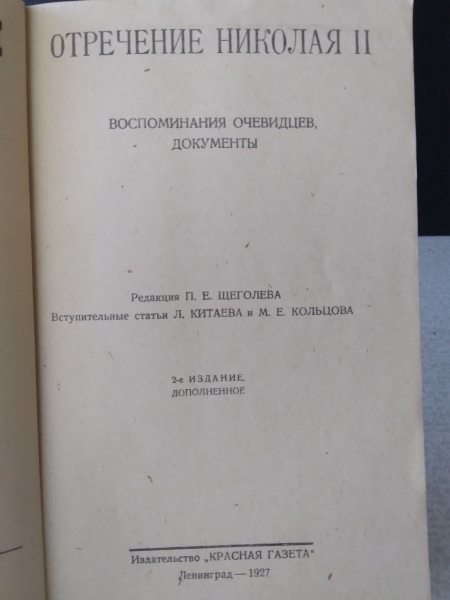 ОТРЕЧЕНИЕ НИКОЛАЯ II
ВОСПОМИНАНИЯ ОЧЕВИДЦЕВ,
ДОКУМЕНТЫ
Редакция П. Е. ЩЕГОЛЕВА
Вступительные статьи Л. КИТАЕВА и М. Е. КОЛЬЦОВА
2-е ИЗДАНИЕ,
ДОПОЛНЕННОЕ
Издательство „КРАСНАЯ ГАЗЕТА"
Ленинград — 1927